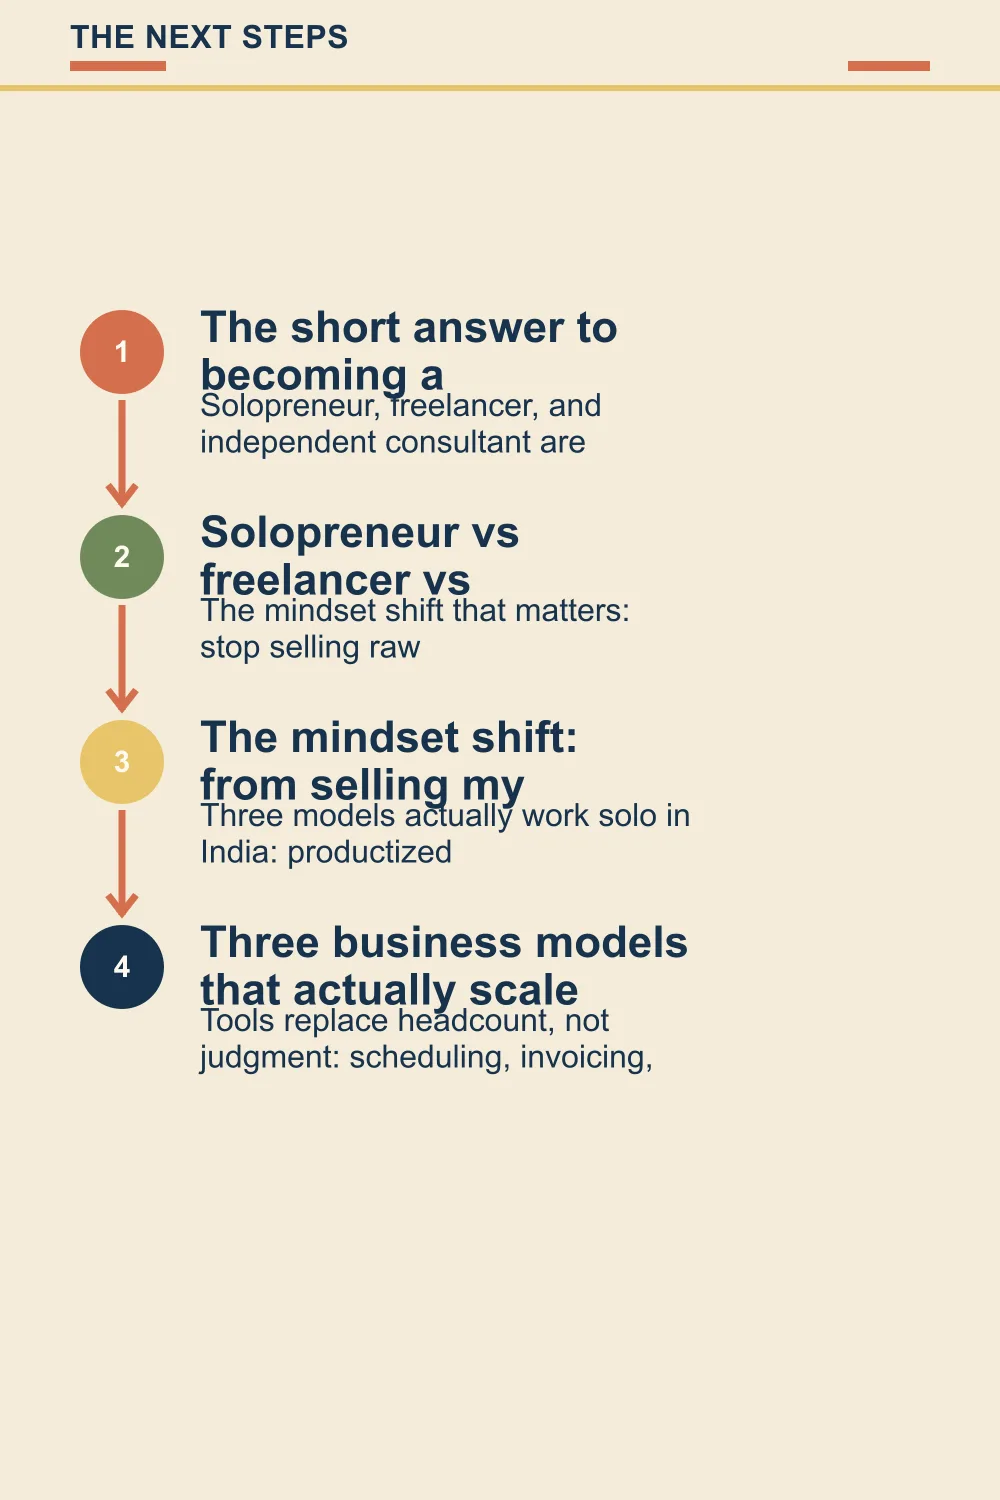 THE NEXT STEPS
1
The short answer to
becoming a
Solopreneur, freelancer, and
independent consultant are
2
Solopreneur vs
freelancer vs
The mindset shift that matters:
stop selling raw
3
The mindset shift:
from selling my
Three models actually work solo in
India: productized
4
Three business models
that actually scale
Tools replace headcount, not
judgment: scheduling, invoicing,